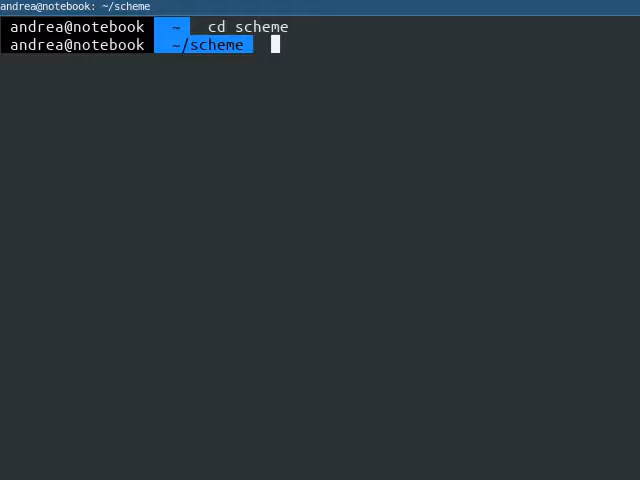 andrea@notebook: ~/scheme
andrea@notebook ~ cd scheme
andrea@notebook ~/scheme